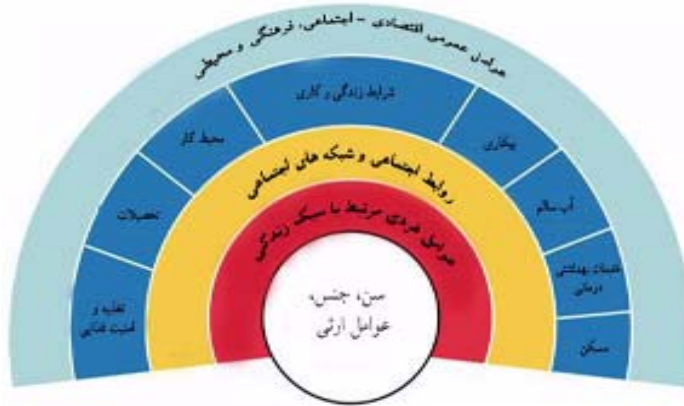 عوامل عمومی اقتصادی - اجتماعی، فرهنگی و محیطی
شرایط زندگی و کاری
بیکاری
آب سالم
خدمات بهداشتی
درمانی
مسکن
محیط کار
تحصیلات
تغذیه و
امنیت غذایی
روابط اجتماعی و شبکه های اجتماعی
عوامل فردی مرتبط با سبک زندگی
سن، جنس،
عوامل ارثی